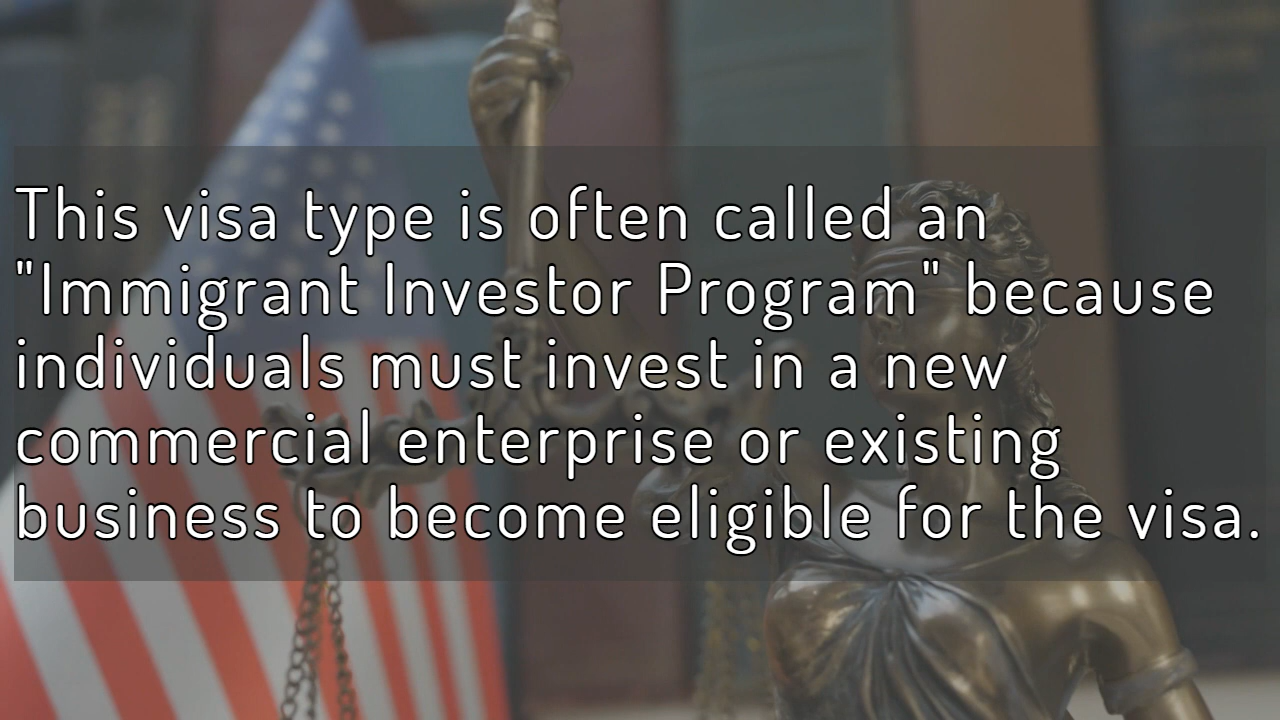 This visa type is often called an
"Immigrant Investor Program" because
individuals must invest in a new
commercial enterprise or existing
business to become eligible for the visa.